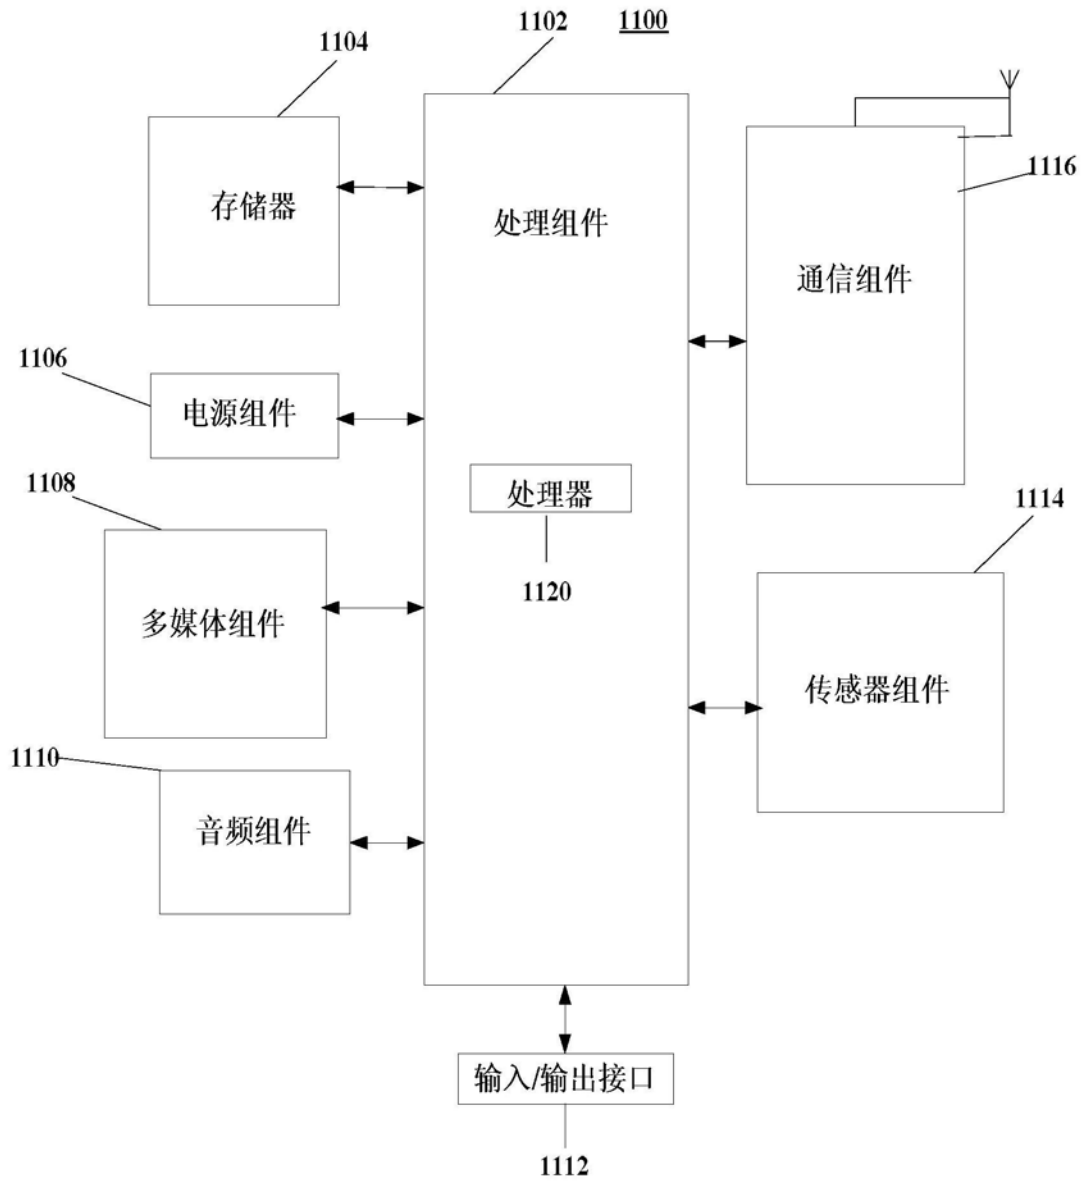 1102
1100
1104
存储器
处理组件
1116
通信组件
1106
电源组件
1108
处理器
1120
1114
多媒体组件
传感器组件
1110
音频组件
输入/输出接口
1112